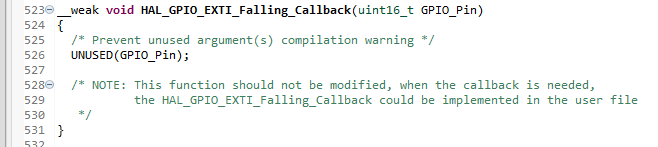 523 __weak void HAL_GPIO_EXTI_Falling_Callback(uint16_t GPIO_Pin)
524 {
525   /* Prevent unused argument(s) compilation warning */
526   UNUSED(GPIO_Pin);
527
528   /* NOTE: This function should not be modified, when the callback is needed,
529            the HAL_GPIO_EXTI_Falling_Callback could be implemented in the user file
530    */
531 }
532